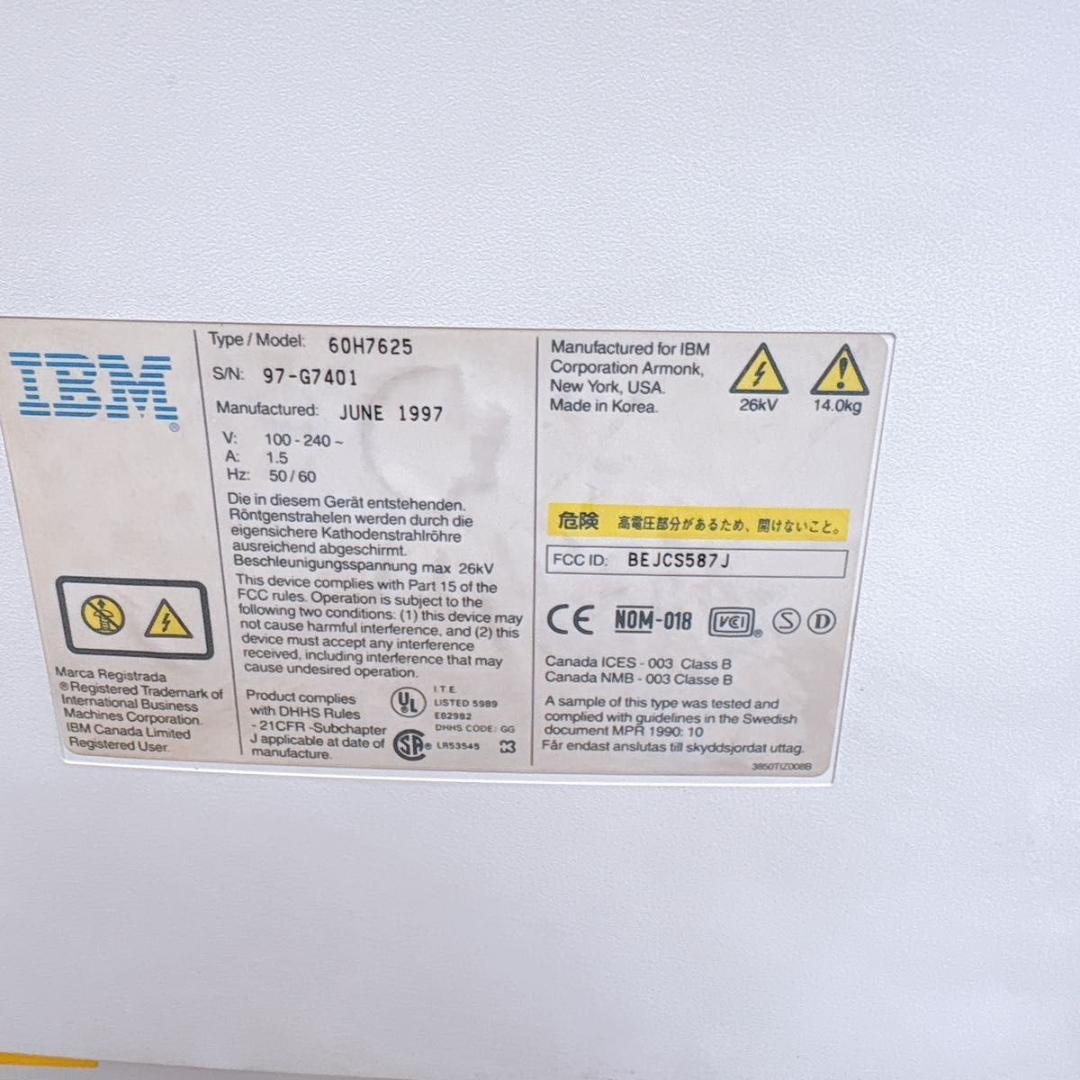 IBM®
Type / Model: 60H7625
S/N: 97-G7401
Manufactured: JUNE 1997
V: 100 - 240 ~
A: 1.5
Hz: 50 / 60
Die in diesem Gerät entstehenden.
Röntgenstrahelen werden durch die
eigensichere Kathodenstrahlröhre
ausreichend abgeschirmt.
Beschleunigungsspannung max 26kV
This device complies with Part 15 of the
FCC rules. Operation is subject to the
following two conditions: (1) this device may
not cause harmful interference, and (2) this
device must accept any interference
received, including interference that may
cause undesired operation.
Marca Registrada
®Registered Trademark of
International Business
Machines Corporation.
IBM Canada Limited
Registered User.
Product complies
with DHHS Rules
- 21CFR -Subchapter
J applicable at date of
manufacture.
UL
I.T.E.
LISTED 5989
E02982
DHHS CODE: GG
SA® LR53545
Manufactured for IBM
Corporation Armonk,
New York, USA.
Made in Korea.
26kV
14.0kg
危険 高電圧部分があるため、開けないこと。
FCC ID: BEJCS587J
CE NOM-018 VCI® S D
Canada ICES - 003 Class B
Canada NMB - 003 Classe B
A sample of this type was tested and
complied with guidelines in the Swedish
document MPR 1990: 10
Får endast anslutas till skyddsjordat uttag.
3850TIZ008B